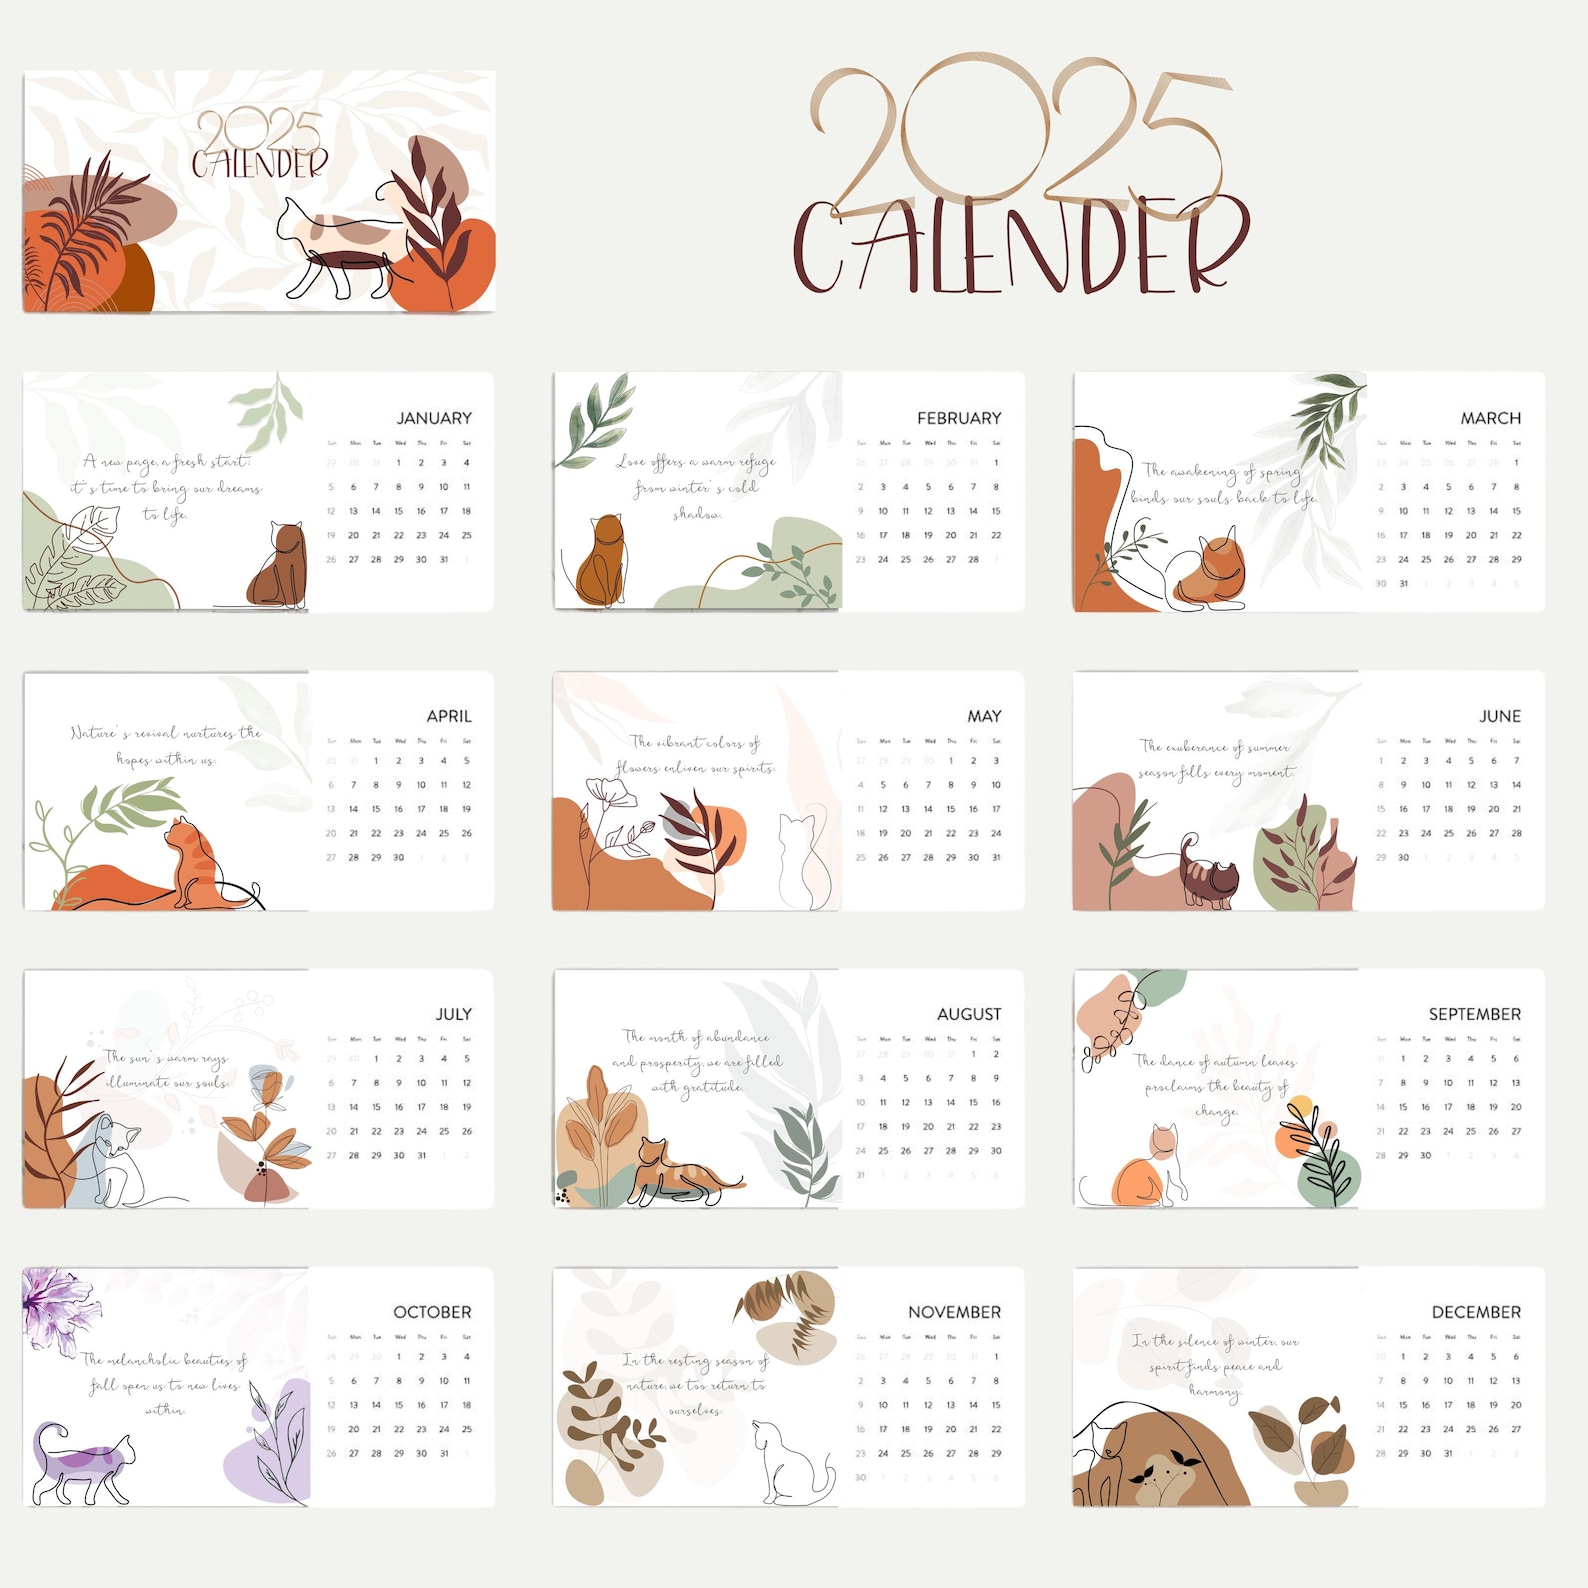 2025
CALENDER
2025
CALENDER
JANUARY
A new page, a fresh start;
it's time to bring our dreams
to life.
Sun Mon Tue Wed Thu Fri Sat
29 30 31 1 2 3 4
5 6 7 8 9 10 11
12 13 14 15 16 17 18
19 20 21 22 23 24 25
26 27 28 29 30 31 1
FEBRUARY
Love offers a warm refuge
from winter's cold
shadow.
Sun Mon Tue Wed Thu Fri Sat
26 27 28 29 30 31 1
2 3 4 5 6 7 8
9 10 11 12 13 14 15
16 17 18 19 20 21 22
23 24 25 26 27 28 1
MARCH
The awakening of spring
binds our souls back to life.
Sun Mon Tue Wed Thu Fri Sat
23 24 25 26 27 28 1
2 3 4 5 6 7 8
9 10 11 12 13 14 15
16 17 18 19 20 21 22
23 24 25 26 27 28 29
30 31 1 2 3 4 5
APRIL
Nature's revival nurtures the
hopes within us.
Sun Mon Tue Wed Thu Fri Sat
30 31 1 2 3 4 5
6 7 8 9 10 11 12
13 14 15 16 17 18 19
20 21 22 23 24 25 26
27 28 29 30 1 2 3
MAY
The vibrant colors of
flowers enliven our spirits.
Sun Mon Tue Wed Thu Fri Sat
27 28 29 30 1 2 3
4 5 6 7 8 9 10
11 12 13 14 15 16 17
18 19 20 21 22 23 24
25 26 27 28 29 30 31
JUNE
The exuberance of summer
season fills every moment.
Sun Mon Tue Wed Thu Fri Sat
1 2 3 4 5 6 7
8 9 10 11 12 13 14
15 16 17 18 19 20 21
22 23 24 25 26 27 28
29 30 1 2 3 4 5
JULY
The sun's warm rays
illuminate our souls.
Sun Mon Tue Wed Thu Fri Sat
29 30 1 2 3 4 5
6 7 8 9 10 11 12
13 14 15 16 17 18 19
20 21 22 23 24 25 26
27 28 29 30 31 1 2
AUGUST
The month of abundance
and prosperity, we are filled
with gratitude.
Sun Mon Tue Wed Thu Fri Sat
27 28 29 30 31 1 2
3 4 5 6 7 8 9
10 11 12 13 14 15 16
17 18 19 20 21 22 23
24 25 26 27 28 29 30
31 1 2 3 4 5 6
SEPTEMBER
The dance of autumn leaves
proclaims the beauty of
change.
Sun Mon Tue Wed Thu Fri Sat
31 1 2 3 4 5 6
7 8 9 10 11 12 13
14 15 16 17 18 19 20
21 22 23 24 25 26 27
28 29 30 1 2 3 4
OCTOBER
The melancholic beauties of
fall open us to new lives
within.
Sun Mon Tue Wed Thu Fri Sat
28 29 30 1 2 3 4
5 6 7 8 9 10 11
12 13 14 15 16 17 18
19 20 21 22 23 24 25
26 27 28 29 30 31 1
NOVEMBER
In the resting season of
nature, we too return to
ourselves.
Sun Mon Tue Wed Thu Fri Sat
26 27 28 29 30 31 1
2 3 4 5 6 7 8
9 10 11 12 13 14 15
16 17 18 19 20 21 22
23 24 25 26 27 28 29
30 1 2 3 4 5 6
DECEMBER
In the silence of winter, our
spirit finds peace and
harmony.
Sun Mon Tue Wed Thu Fri Sat
30 1 2 3 4 5 6
7 8 9 10 11 12 13
14 15 16 17 18 19 20
21 22 23 24 25 26 27
28 29 30 31 1 2 3